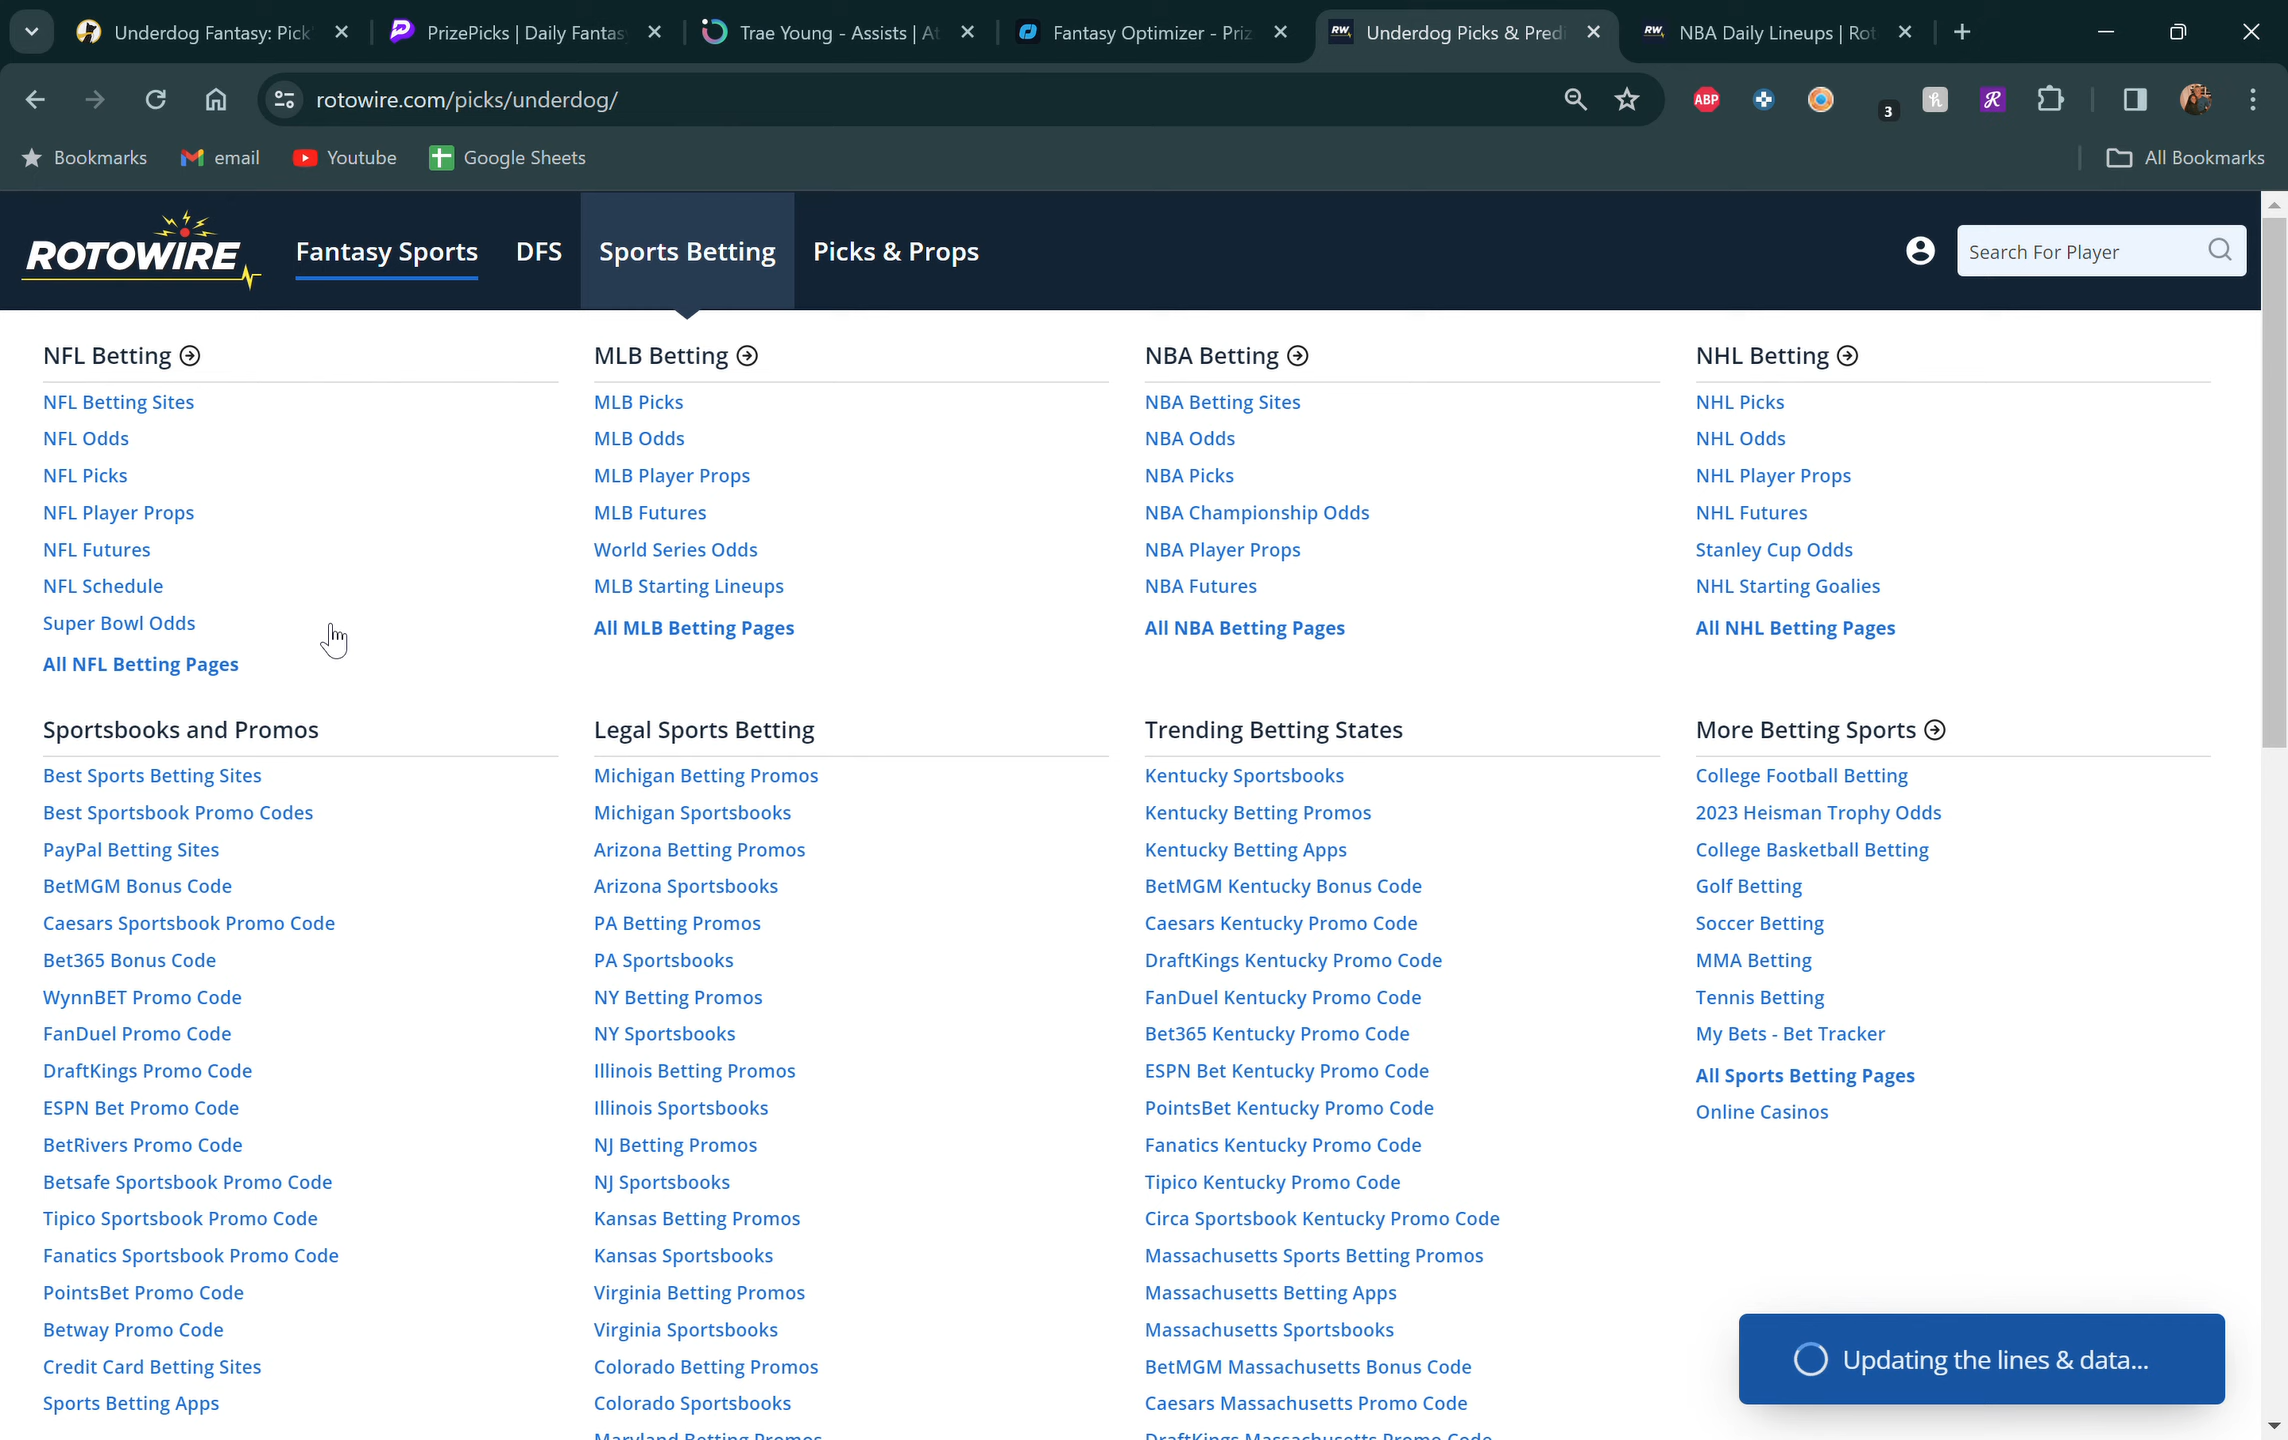 Underdog Fantasy: Pick'
PrizePicks | Daily Fantas
Trae Young - Assists | At
Fantasy Optimizer - Priz
Underdog Picks & Pred
NBA Daily Lineups | Rot
rotowire.com/picks/underdog/
ABP
3
Bookmarks
email
Youtube
Google Sheets
All Bookmarks
ROTOWIRE
Fantasy Sports
DFS
Sports Betting
Picks & Props
Search For Player
NFL Betting
NFL Betting Sites
NFL Odds
NFL Picks
NFL Player Props
NFL Futures
NFL Schedule
Super Bowl Odds
All NFL Betting Pages
MLB Betting
MLB Picks
MLB Odds
MLB Player Props
MLB Futures
World Series Odds
MLB Starting Lineups
All MLB Betting Pages
NBA Betting
NBA Betting Sites
NBA Odds
NBA Picks
NBA Championship Odds
NBA Player Props
NBA Futures
All NBA Betting Pages
NHL Betting
NHL Picks
NHL Odds
NHL Player Props
NHL Futures
Stanley Cup Odds
NHL Starting Goalies
All NHL Betting Pages
Sportsbooks and Promos
Best Sports Betting Sites
Best Sportsbook Promo Codes
PayPal Betting Sites
BetMGM Bonus Code
Caesars Sportsbook Promo Code
Bet365 Bonus Code
WynnBET Promo Code
FanDuel Promo Code
DraftKings Promo Code
ESPN Bet Promo Code
BetRivers Promo Code
Betsafe Sportsbook Promo Code
Tipico Sportsbook Promo Code
Fanatics Sportsbook Promo Code
PointsBet Promo Code
Betway Promo Code
Credit Card Betting Sites
Sports Betting Apps
Legal Sports Betting
Michigan Betting Promos
Michigan Sportsbooks
Arizona Betting Promos
Arizona Sportsbooks
PA Betting Promos
PA Sportsbooks
NY Betting Promos
NY Sportsbooks
Illinois Betting Promos
Illinois Sportsbooks
NJ Betting Promos
NJ Sportsbooks
Kansas Betting Promos
Kansas Sportsbooks
Virginia Betting Promos
Virginia Sportsbooks
Colorado Betting Promos
Colorado Sportsbooks
Maryland Betting Promos
Trending Betting States
Kentucky Sportsbooks
Kentucky Betting Promos
Kentucky Betting Apps
BetMGM Kentucky Bonus Code
Caesars Kentucky Promo Code
DraftKings Kentucky Promo Code
FanDuel Kentucky Promo Code
Bet365 Kentucky Promo Code
ESPN Bet Kentucky Promo Code
PointsBet Kentucky Promo Code
Fanatics Kentucky Promo Code
Tipico Kentucky Promo Code
Circa Sportsbook Kentucky Promo Code
Massachusetts Sports Betting Promos
Massachusetts Betting Apps
Massachusetts Sportsbooks
BetMGM Massachusetts Bonus Code
Caesars Massachusetts Promo Code
DraftKings Massachusetts Promo Code
More Betting Sports
College Football Betting
2023 Heisman Trophy Odds
College Basketball Betting
Golf Betting
Soccer Betting
MMA Betting
Tennis Betting
My Bets - Bet Tracker
All Sports Betting Pages
Online Casinos
Updating the lines & data...